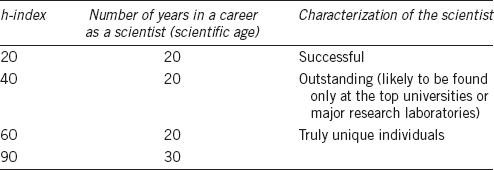 h-index Number of years in a career Characterization of the scientist
as a scientist (scientific age)
20 20 Successful
40 20 Outstanding (likely to be found
only at the top universities or
major research laboratories)
60 20 Truly unique individuals
90 30